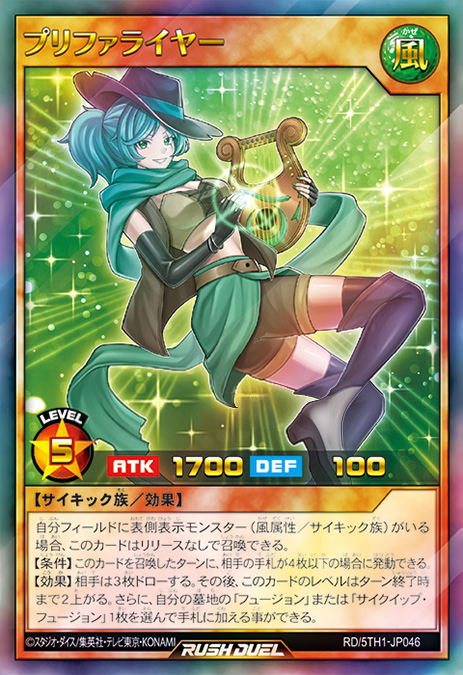 プリファライヤー
かぜ
風
LEVEL
5
ATK 1700 DEF 100
【サイキック族／効果】
自分フィールドに表側表示モンスター（風属性／サイキック族）がいる
場合、このカードはリリースなしで召喚できる。
【条件】このカードを召喚したターンに、相手の手札が4枚以下の場合に発動できる。
【効果】相手は3枚ドローする。その後、このカードのレベルはターン終了時
まで2上がる。さらに、自分の墓地の「フュージョン」または「サイクイップ・
フュージョン」1枚を選んで手札に加える事ができる。
©スタジオ・ダイス/集英社・テレビ東京・KONAMI RUSH DUEL RD/5TH1-JP046